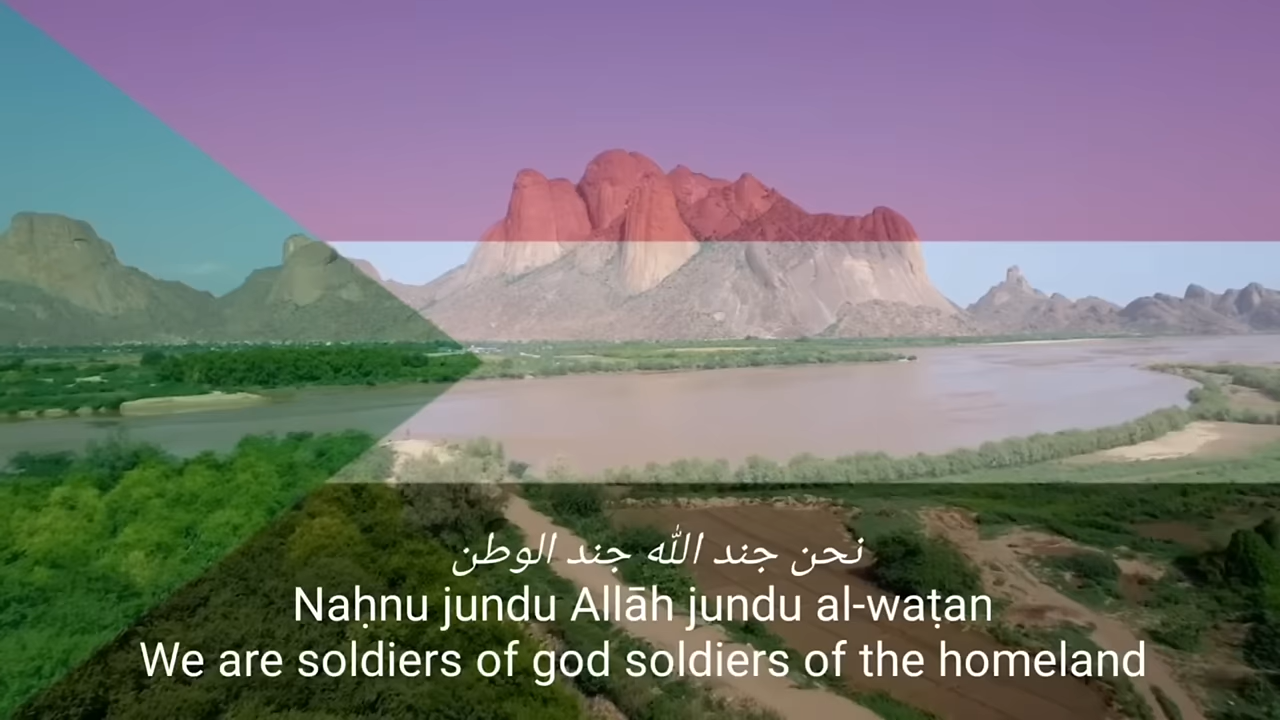 نحن جند الله جند الوطن
Naḥnu jundu Allāh jundu al-waṭan
We are soldiers of god soldiers of the homeland